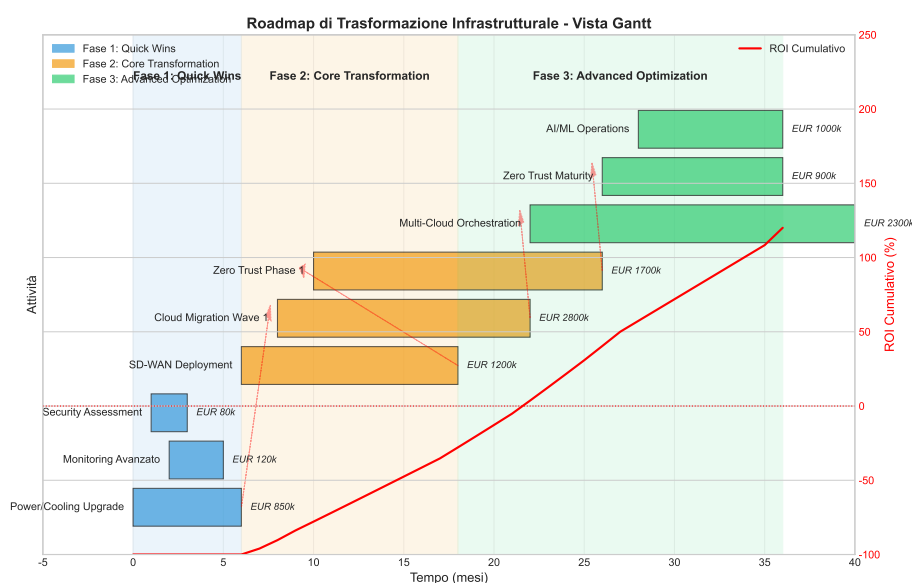 Roadmap di Trasformazione Infrastrutturale - Vista Gantt
Fase 1: Quick Wins
Fase 2: Core Transformation
Fase 3: Advanced Optimization
ROI Cumulativo
Fase 1: Quick Wins
Fase 2: Core Transformation
Fase 3: Advanced Optimization
AI/ML Operations
EUR 1000k
Zero Trust Maturity
EUR 900k
Multi-Cloud Orchestration
EUR 2300k
Zero Trust Phase 1
EUR 1700k
Cloud Migration Wave 1
EUR 2800k
SD-WAN Deployment
EUR 1200k
Security Assessment
EUR 80k
Monitoring Avanzato
EUR 120k
Power/Cooling Upgrade
EUR 850k
Attività
250
200
150
100
50
0
-50
-100
ROI Cumulativo (%)
-5
0
5
10
15
20
25
30
35
40
Tempo (mesi)